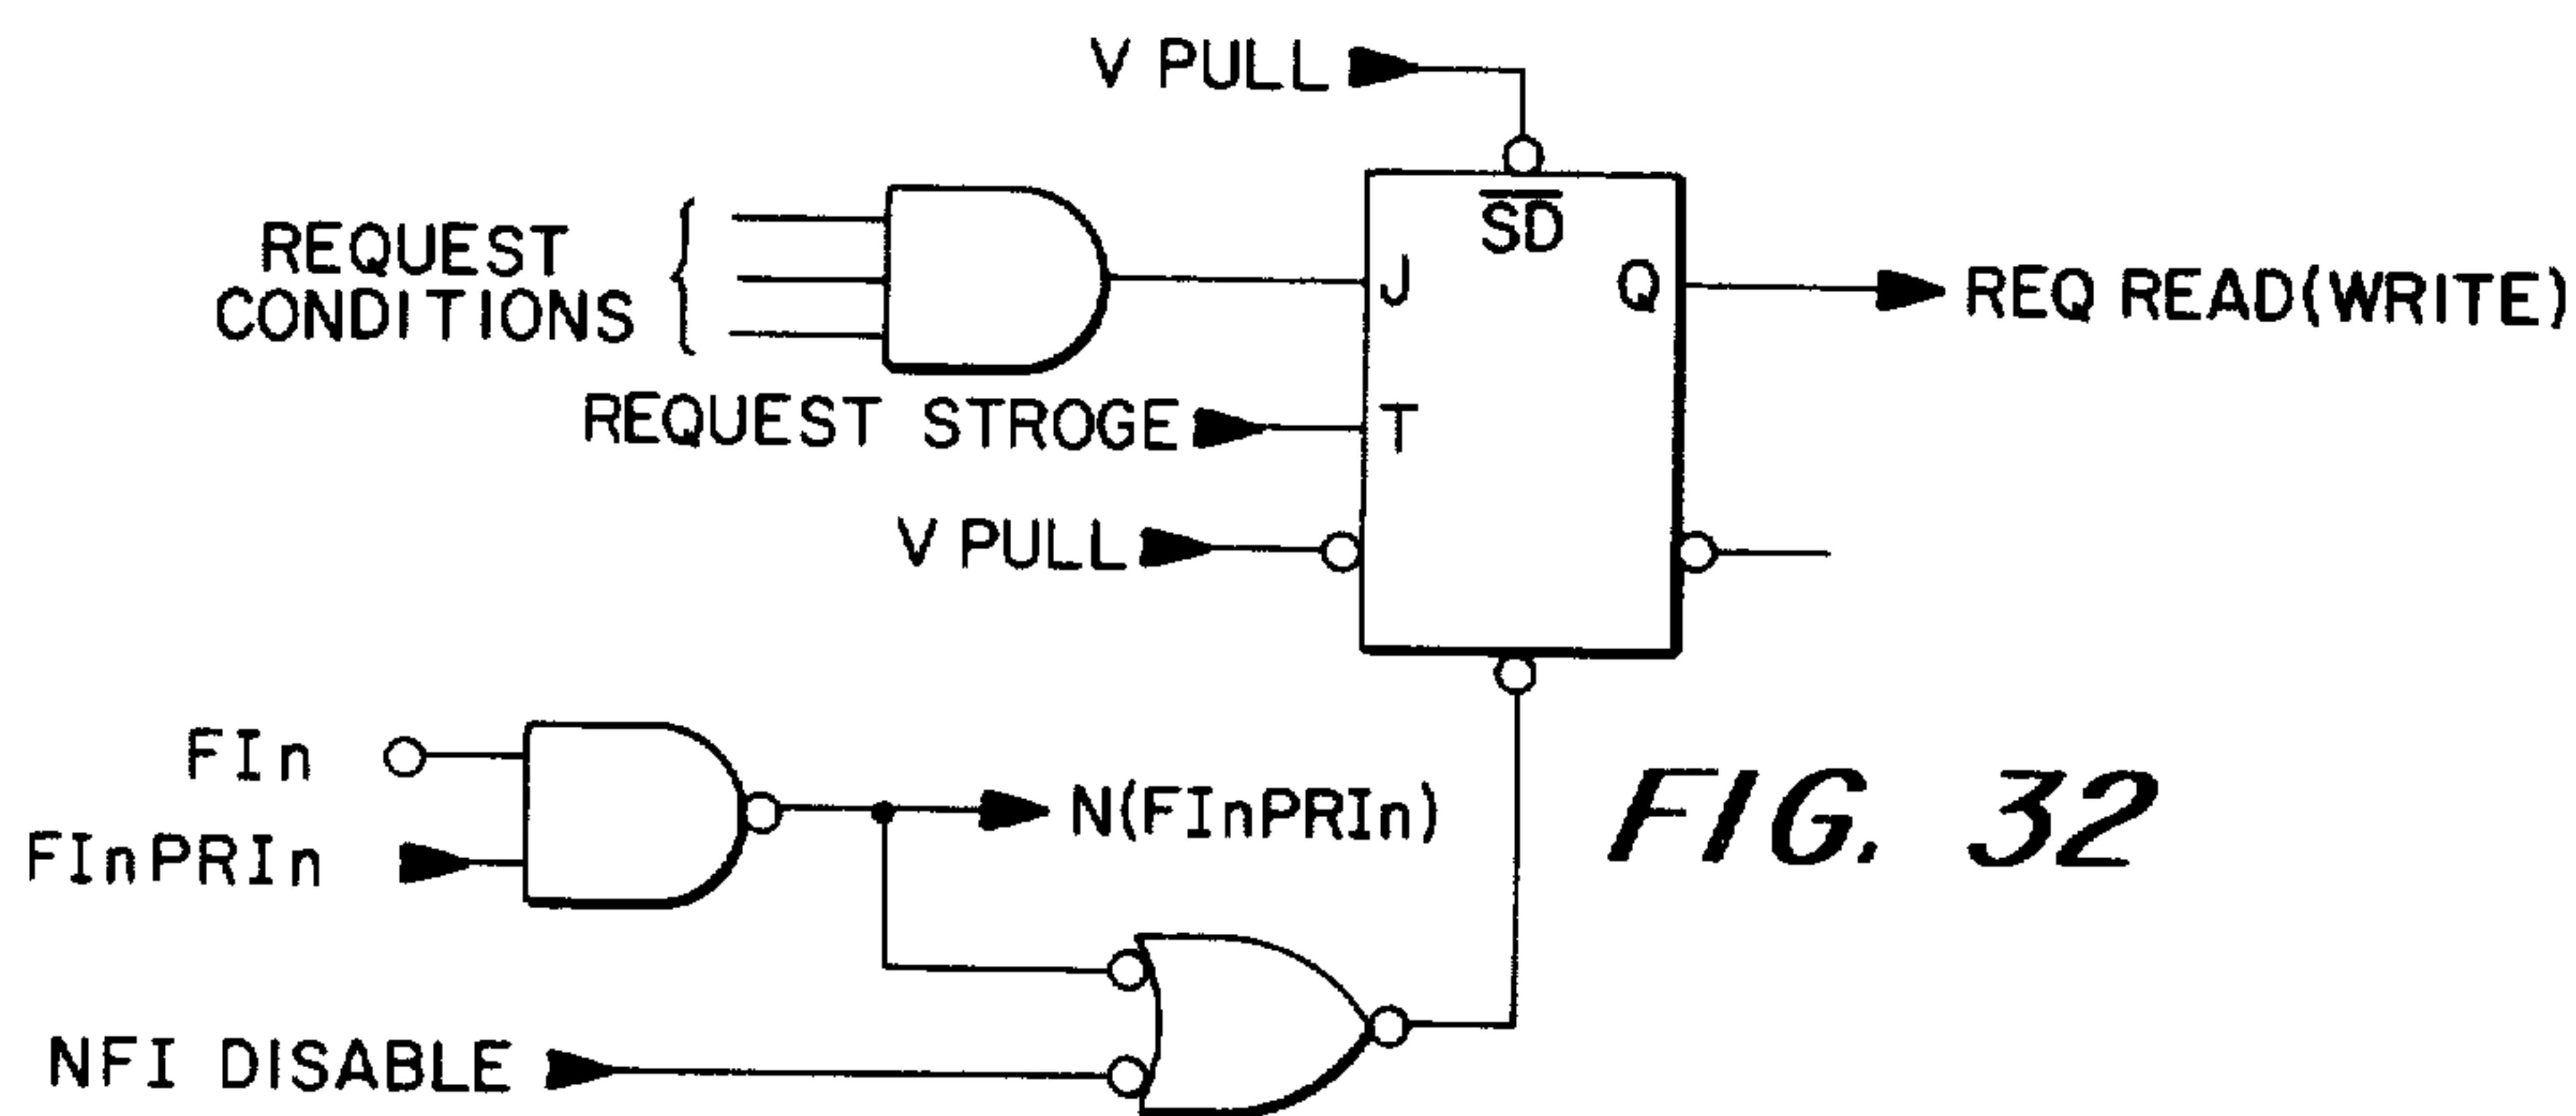 V PULL
SD
REQUEST
CONDITIONS
J
Q
REQ READ(WRITE)
REQUEST STROGE
T
V PULL
FIn
FInPRIn
N(FInPRIn)
FIG. 32
NFI DISABLE